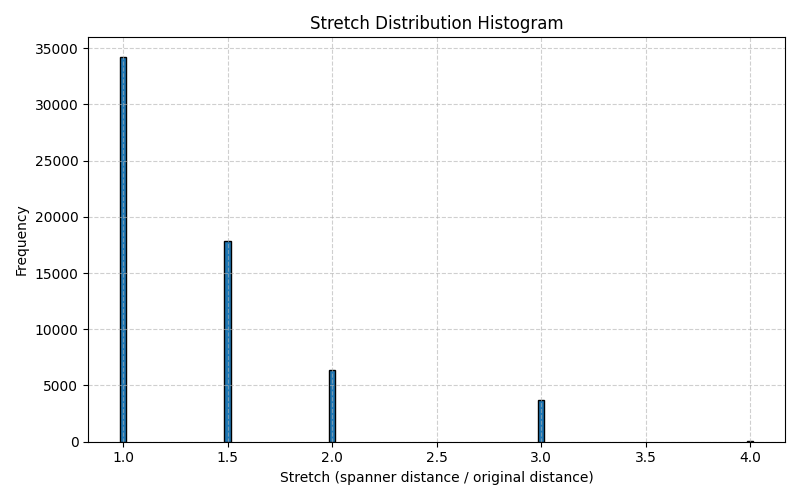 Stretch Distribution Histogram
35000
30000
25000
20000
15000
10000
5000
0
Frequency
1.0 1.5 2.0 2.5 3.0 3.5 4.0
Stretch (spanner distance / original distance)